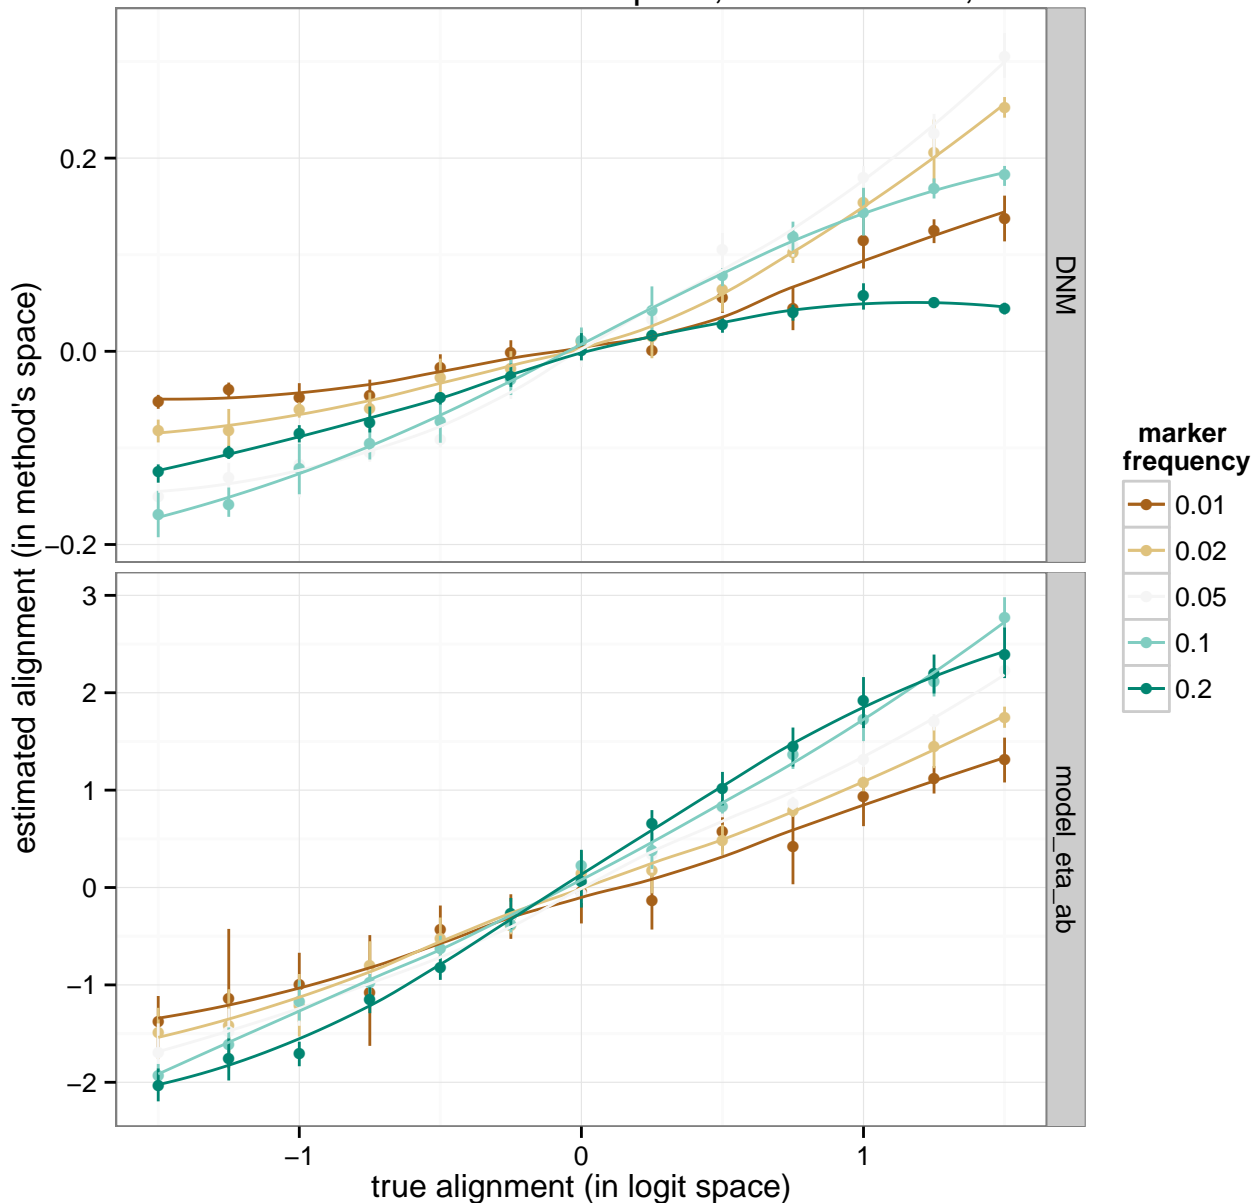 0.2
0.0
−0.2
DNM
3
2
1
0
−1
−2
model_eta_ab
−1
0
1
true alignment (in logit space)
estimated alignment (in method's space)
marker
frequency
0.01
0.02
0.05
0.1
0.2